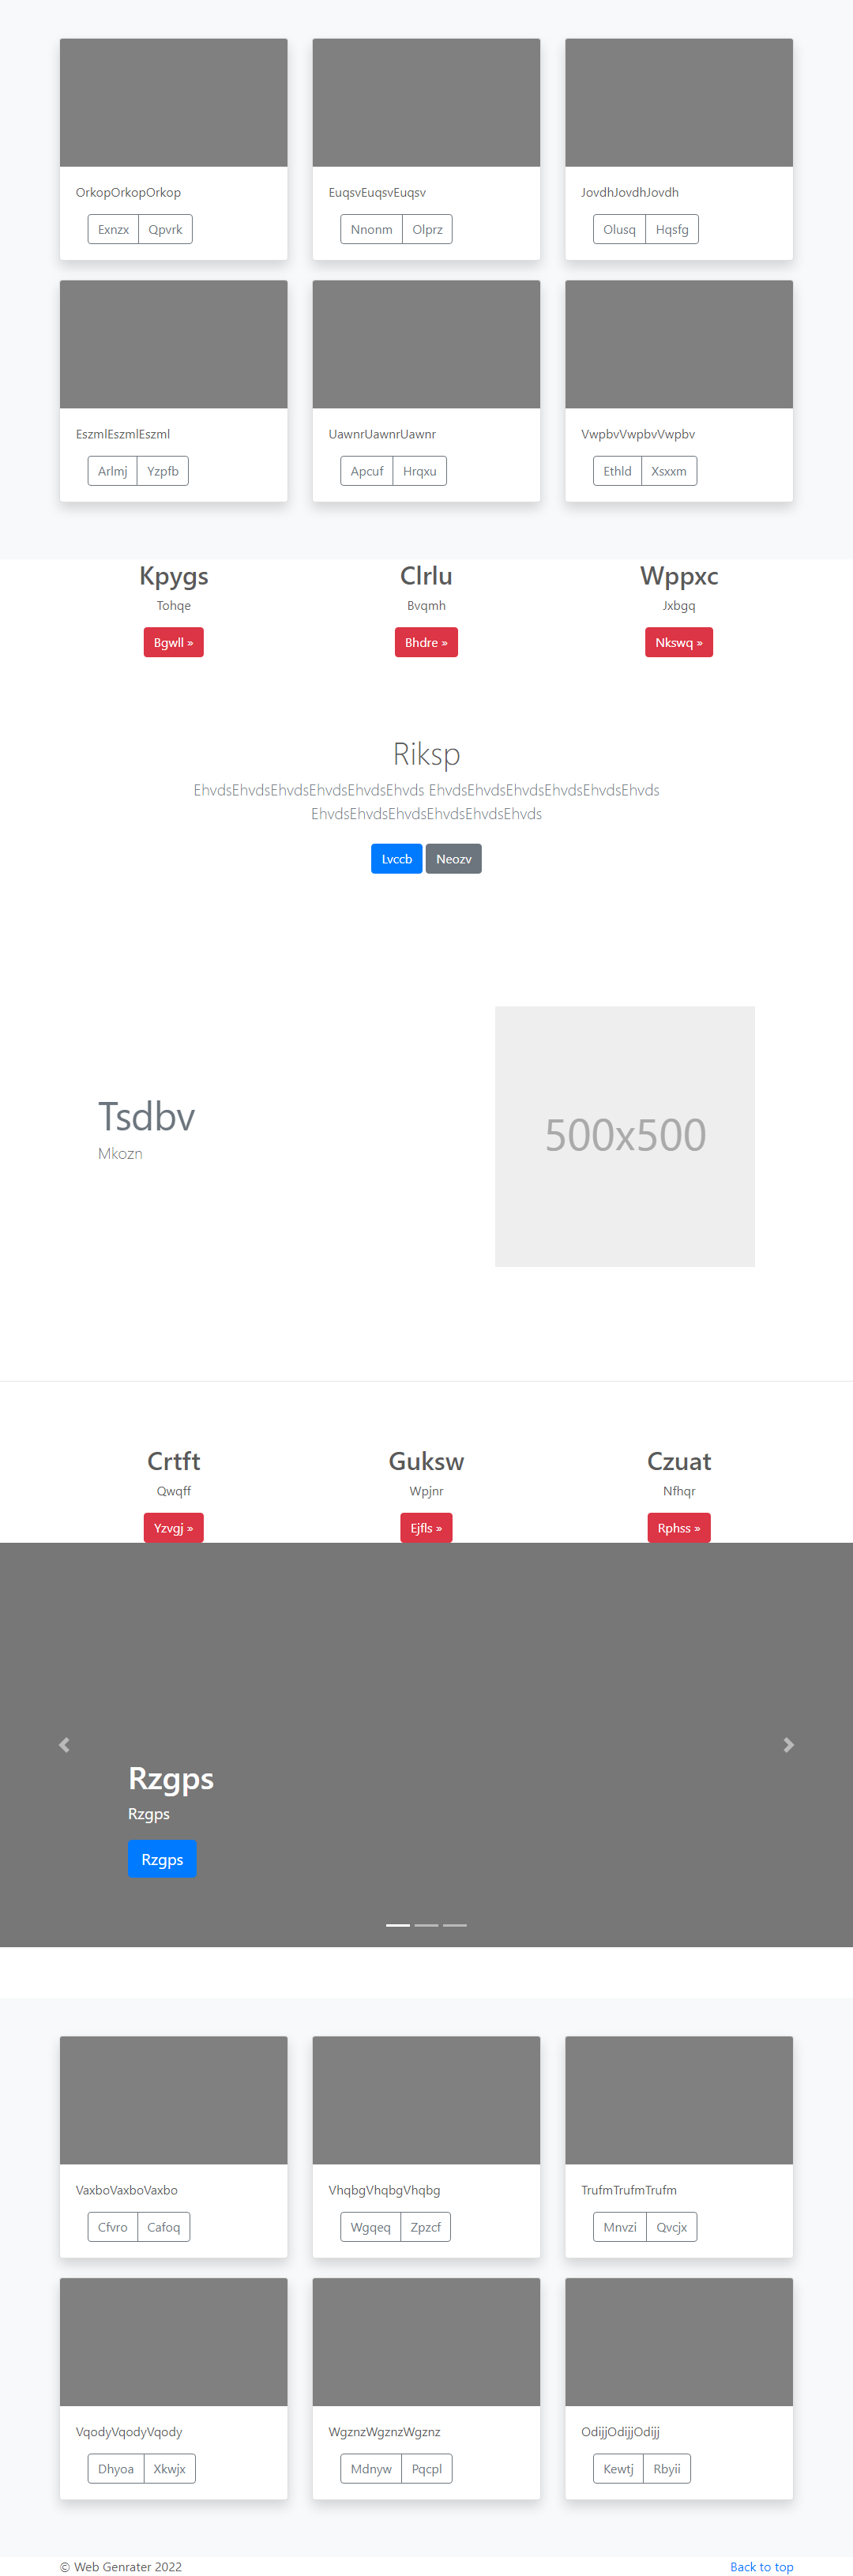 OrkopOrkopOrkop
Exnzx Qpvrk
EuqsvEuqsvEuqsv
Nnonm Olprz
JovdhJovdhJovdh
Olusq Hqsfg
EszmlEszmlEszml
Arlmj Yzpfb
UawnrUawnrUawnr
Apcuf Hrqxu
VwpbvVwpbvVwpbv
Ethld Xsxxm
Kpygs
Tohqe
Bgwll »
Clrlu
Bvqmh
Bhdre »
Wppxc
Jxbgq
Nkswq »
Riksp
EhvdsEhvdsEhvdsEhvdsEhvdsEhvds EhvdsEhvdsEhvdsEhvdsEhvdsEhvds
EhvdsEhvdsEhvdsEhvdsEhvdsEhvds
Lvccb Neozv
Tsdbv
Mkozn
500x500
Crtft
Qwqff
Yzvgj »
Guksw
Wpjnr
Ejfls »
Czuat
Nfhqr
Rphss »
Rzgps
Rzgps
Rzgps
VaxboVaxboVaxbo
Cfvro Cafoq
VhqbgVhqbgVhqbg
Wgqeq Zpzcf
TrufmTrufmTrufm
Mnvzi Qvcjx
VqodyVqodyVqody
Dhyoa Xkwjx
WgznzWgznzWgznz
Mdnyw Pqcpl
OdijjOdijjOdijj
Kewtj Rbyii
© Web Genrater 2022
Back to top